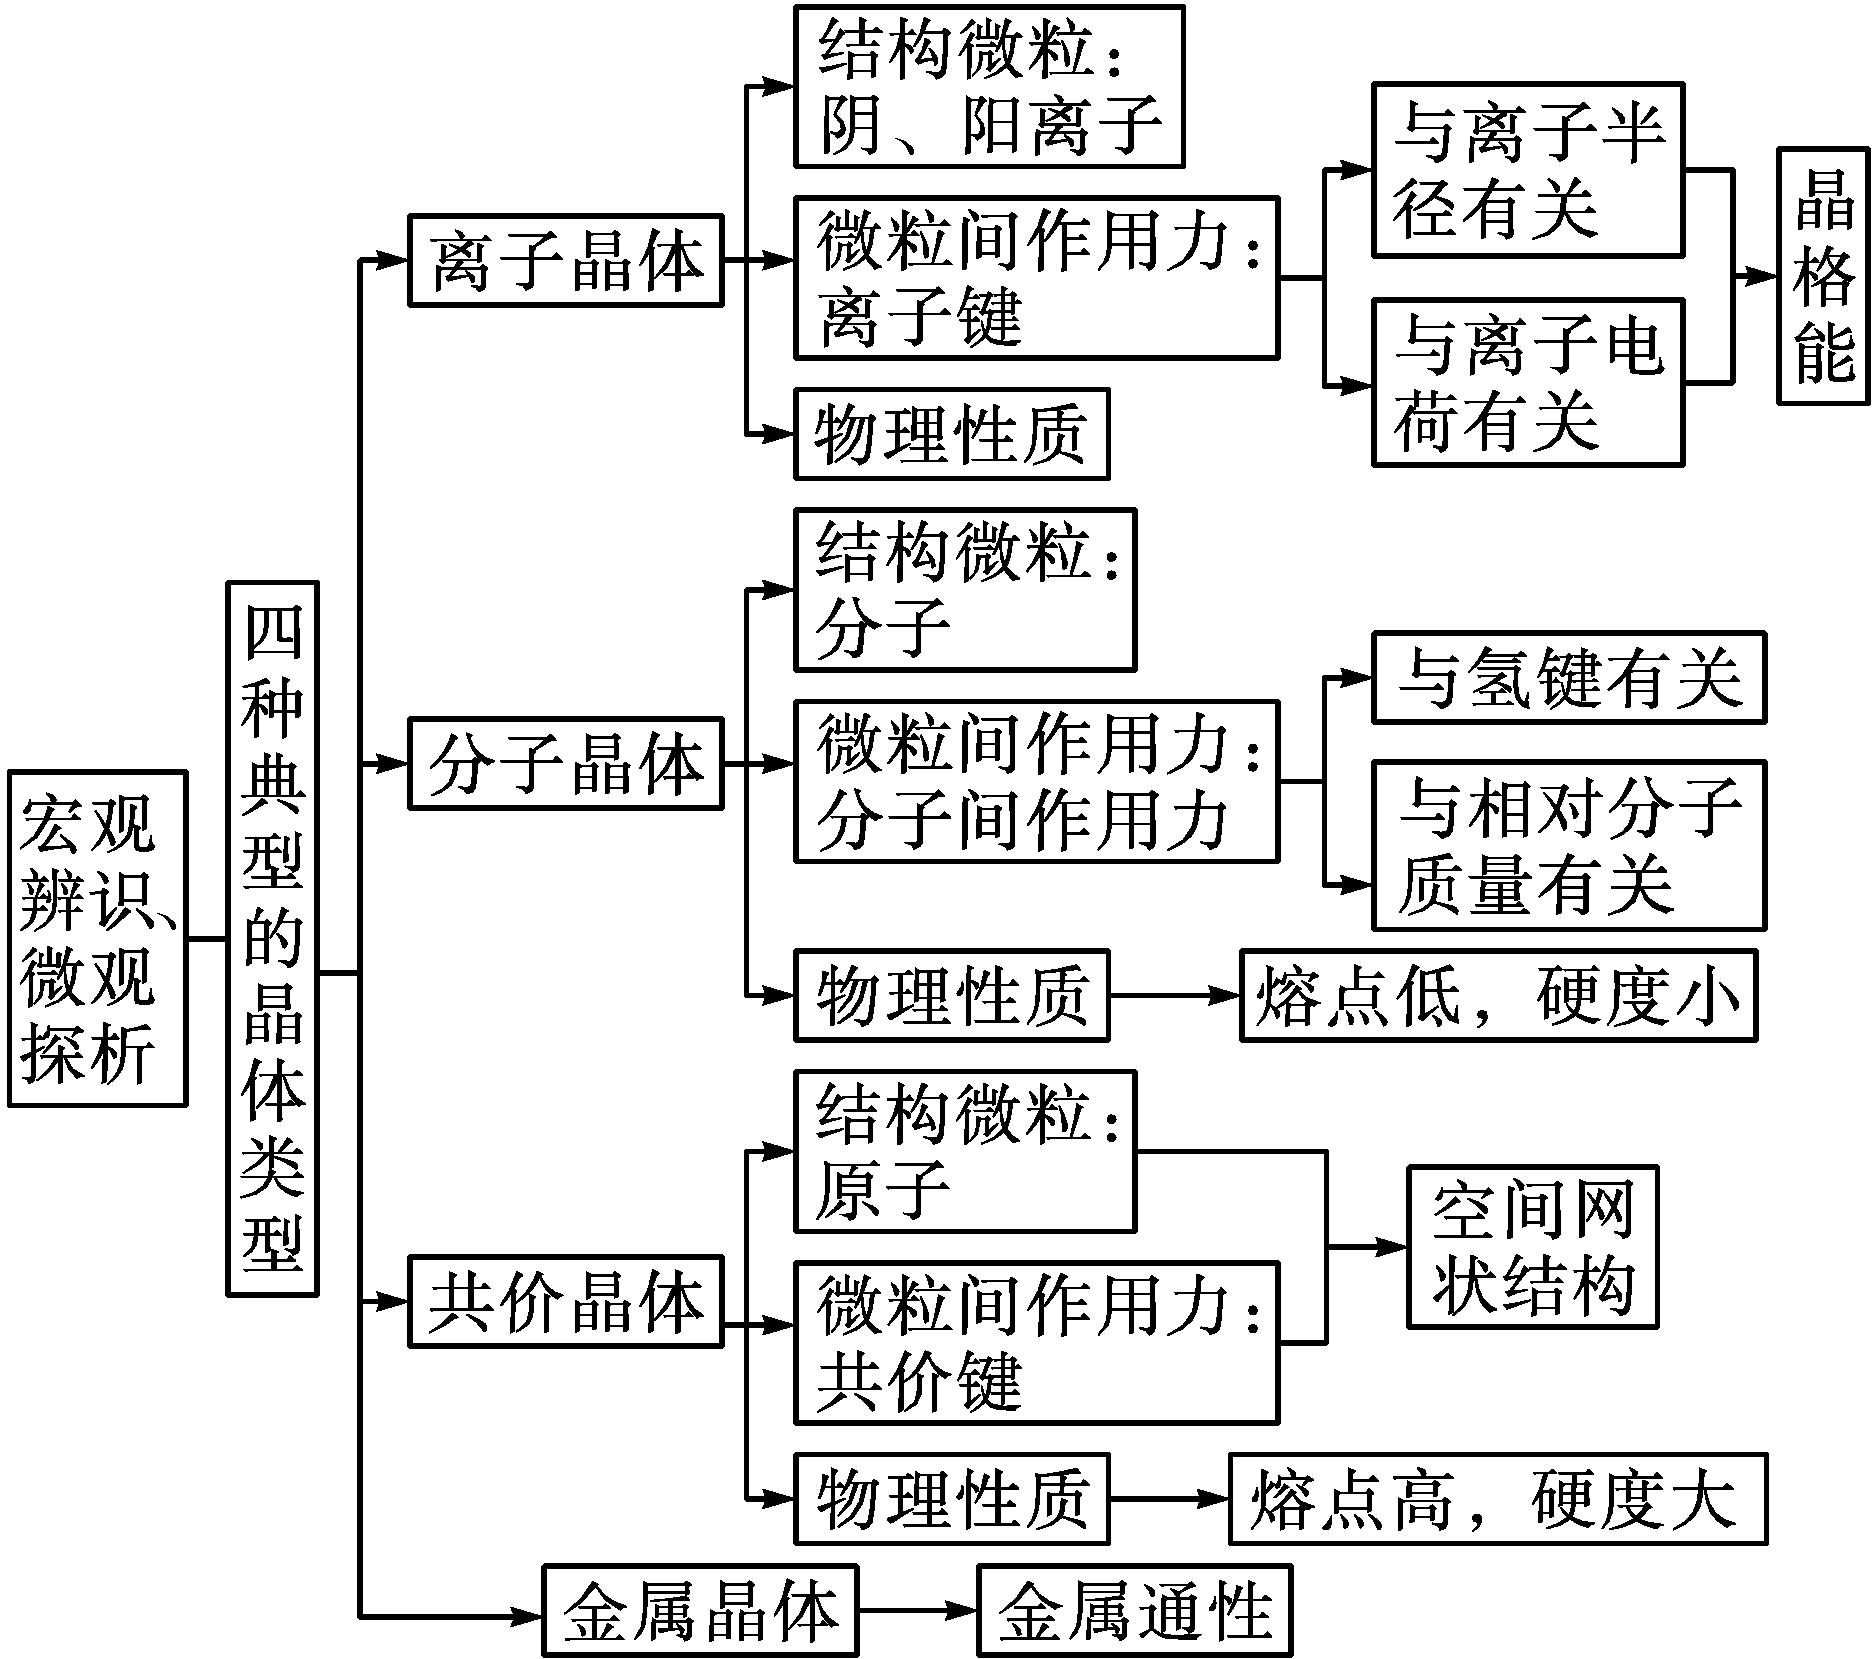 宏观
辨识、
微观
探析
四种典型的晶体类型
离子晶体
结构微粒：
阴、阳离子
微粒间作用力：
离子键
与离子半
径有关
与离子电
荷有关
晶格能
物理性质
分子晶体
结构微粒：
分子
微粒间作用力：
分子间作用力
与氢键有关
与相对分子
质量有关
物理性质
熔点低，硬度小
共价晶体
结构微粒：
原子
微粒间作用力：
共价键
空间网
状结构
物理性质
熔点高，硬度大
金属晶体
金属通性